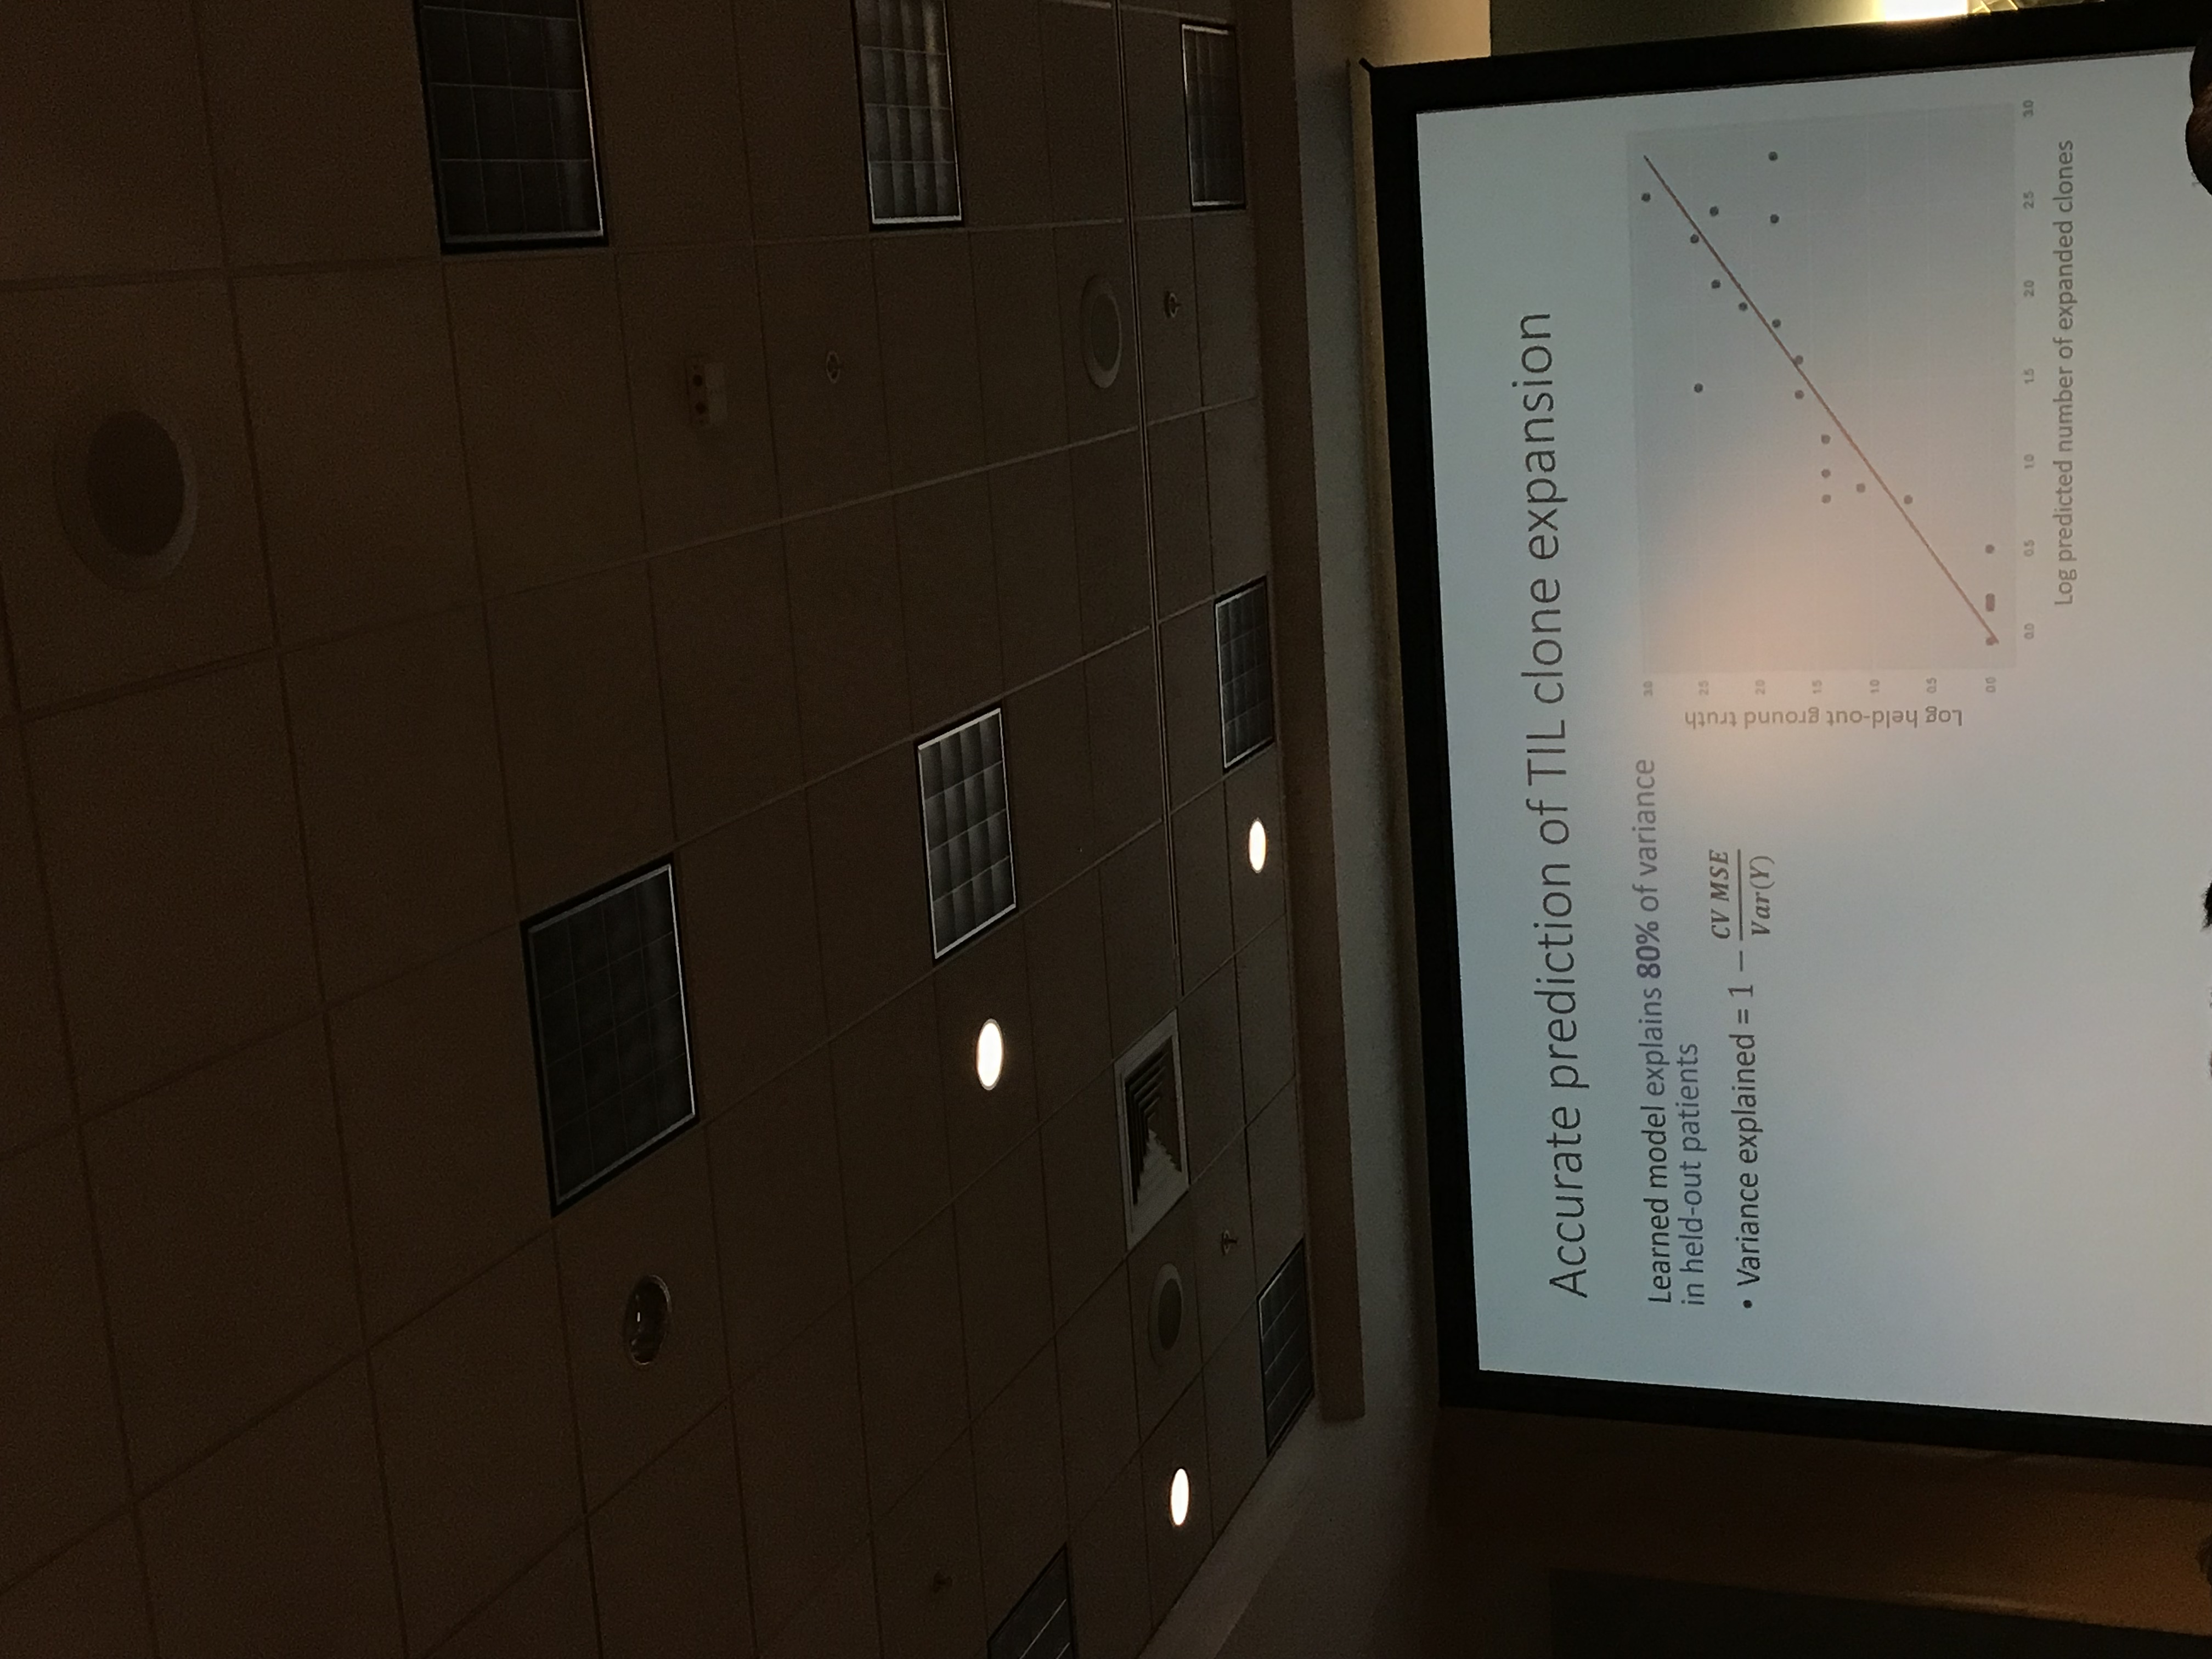 Accurate prediction of TIL clone expansion
Learned model explains 80% of variance
in held-out patients
• Variance explained = 1 − CV MSE / Var(Y)
Log held-out ground truth
3.0
2.5
2.0
1.5
1.0
0.5
0.0
0.0 0.5 1.0 1.5 2.0 2.5 3.0
Log predicted number of expanded clones